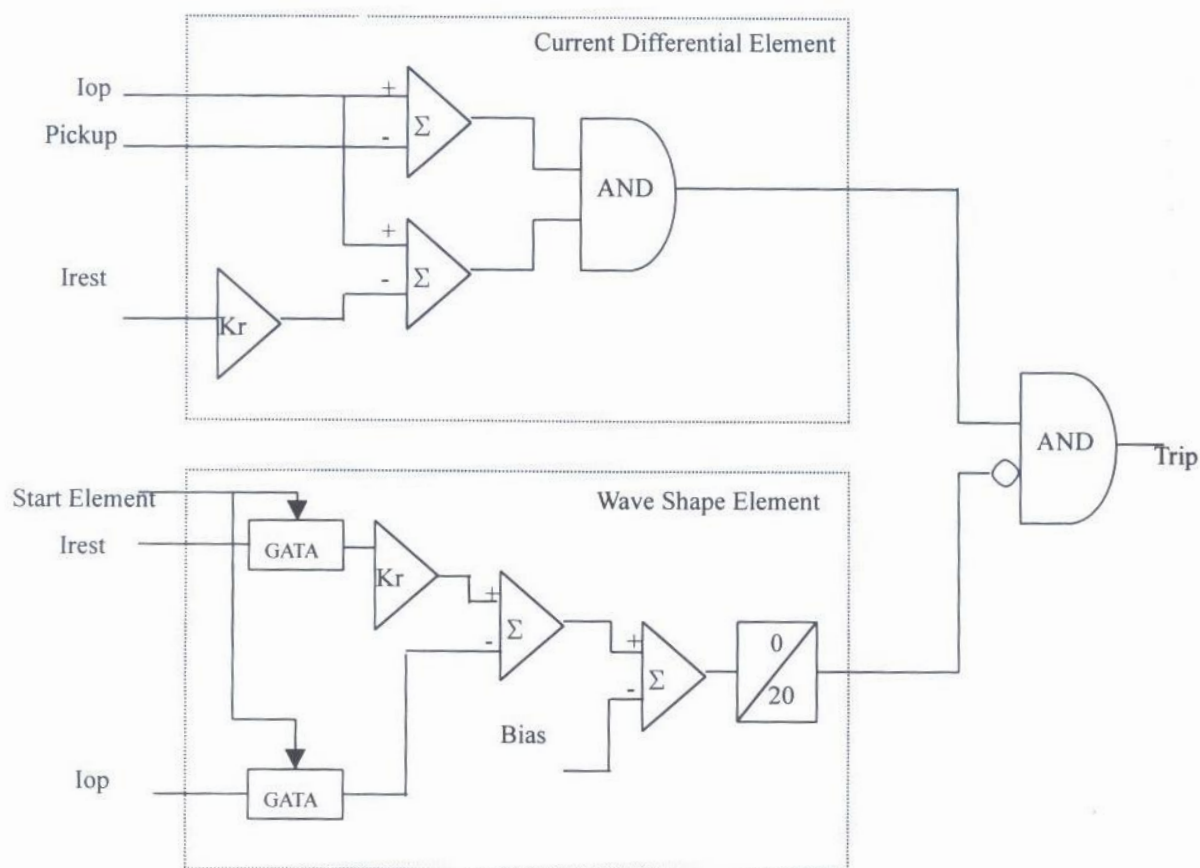 Current Differential Element
Iop
+
Pickup
-
Σ
AND
+
Irest
-
Σ
Kr
AND
Trip
Start Element
Wave Shape Element
Irest
GATA
Kr
+
-
Σ
+
-
Σ
0
20
Bias
Iop
GATA